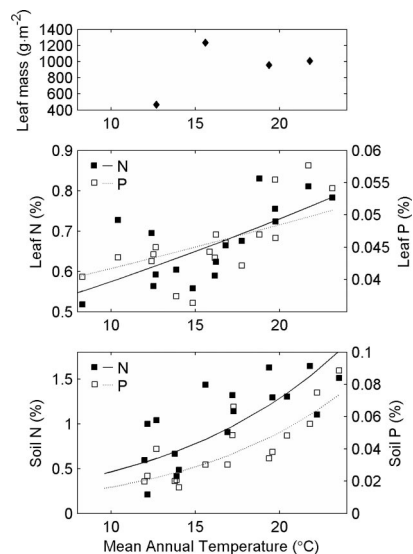 Leaf mass (g·m-2)
1400
1200
1000
800
600
400
10 15 20
Leaf N (%)
0.9
0.8
0.7
0.6
0.5
N
P
0.06
0.055
0.05
0.045
0.04
Leaf P (%)
10 15 20
Soil N (%)
1.5
1
0.5
0
N
P
0.1
0.08
0.06
0.04
0.02
0
Soil P (%)
10 15 20
Mean Annual Temperature (°C)